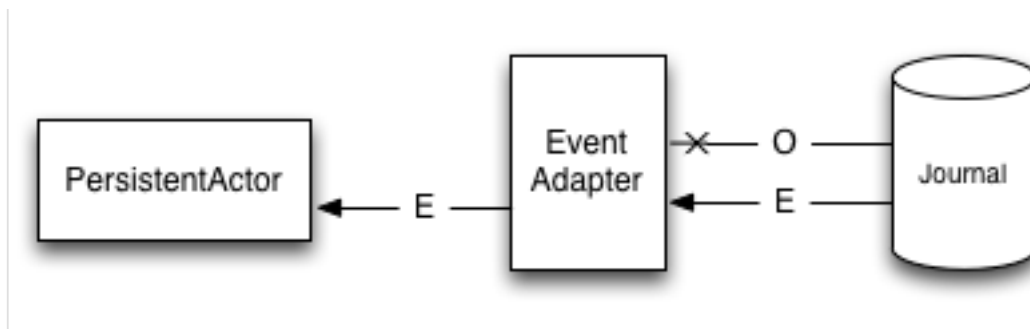 PersistentActor
E
Event
Adapter
O
E
Journal